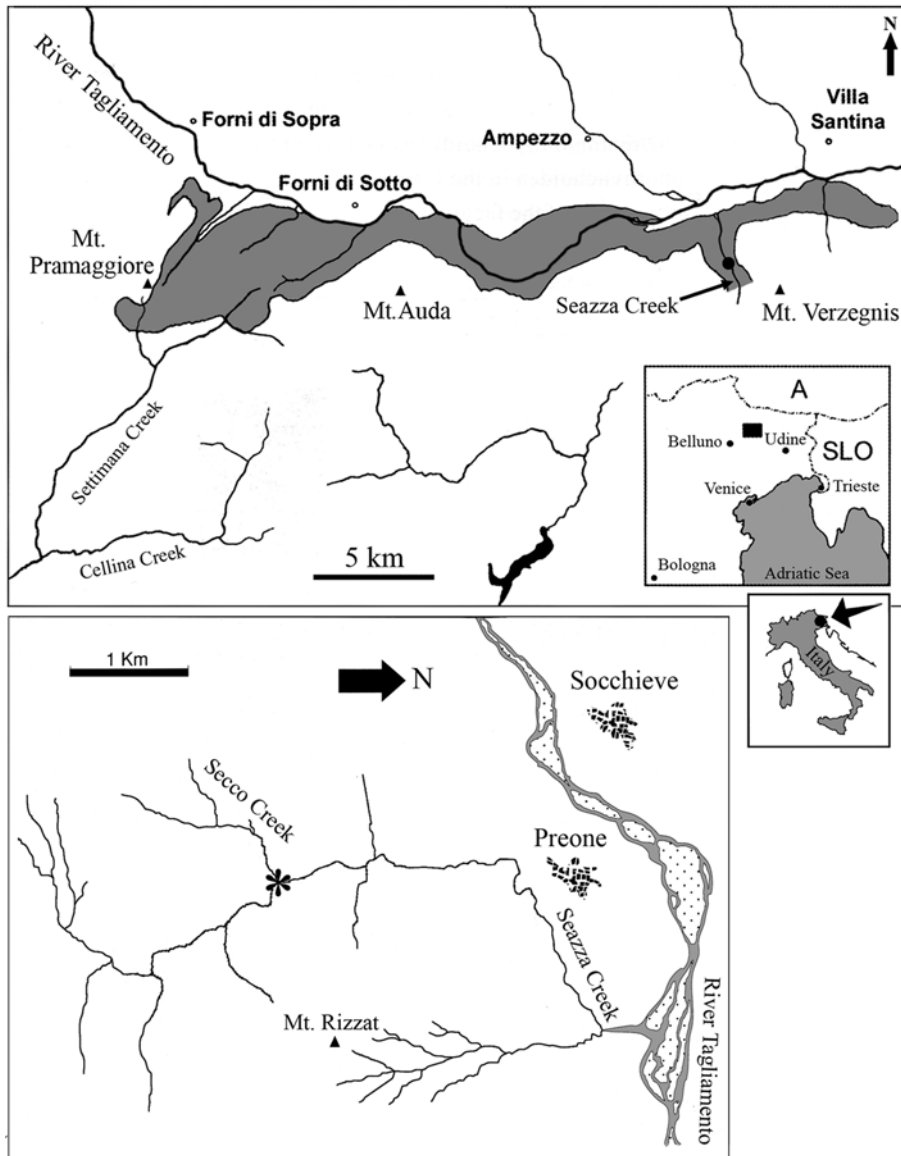 N
River Tagliamento
Forni di Sopra
Ampezzo
Villa
Santina
Forni di Sotto
Mt.
Pramaggiore
Mt.Auda
Seazza Creek
Mt. Verzegnis
Settimana Creek
Cellina Creek
5 km
A
Belluno
Udine
SLO
Venice
Trieste
Bologna
Adriatic Sea
Italy
1 Km
N
Socchieve
Secco Creek
Preone
Seazza Creek
Mt. Rizzat
River Tagliamento